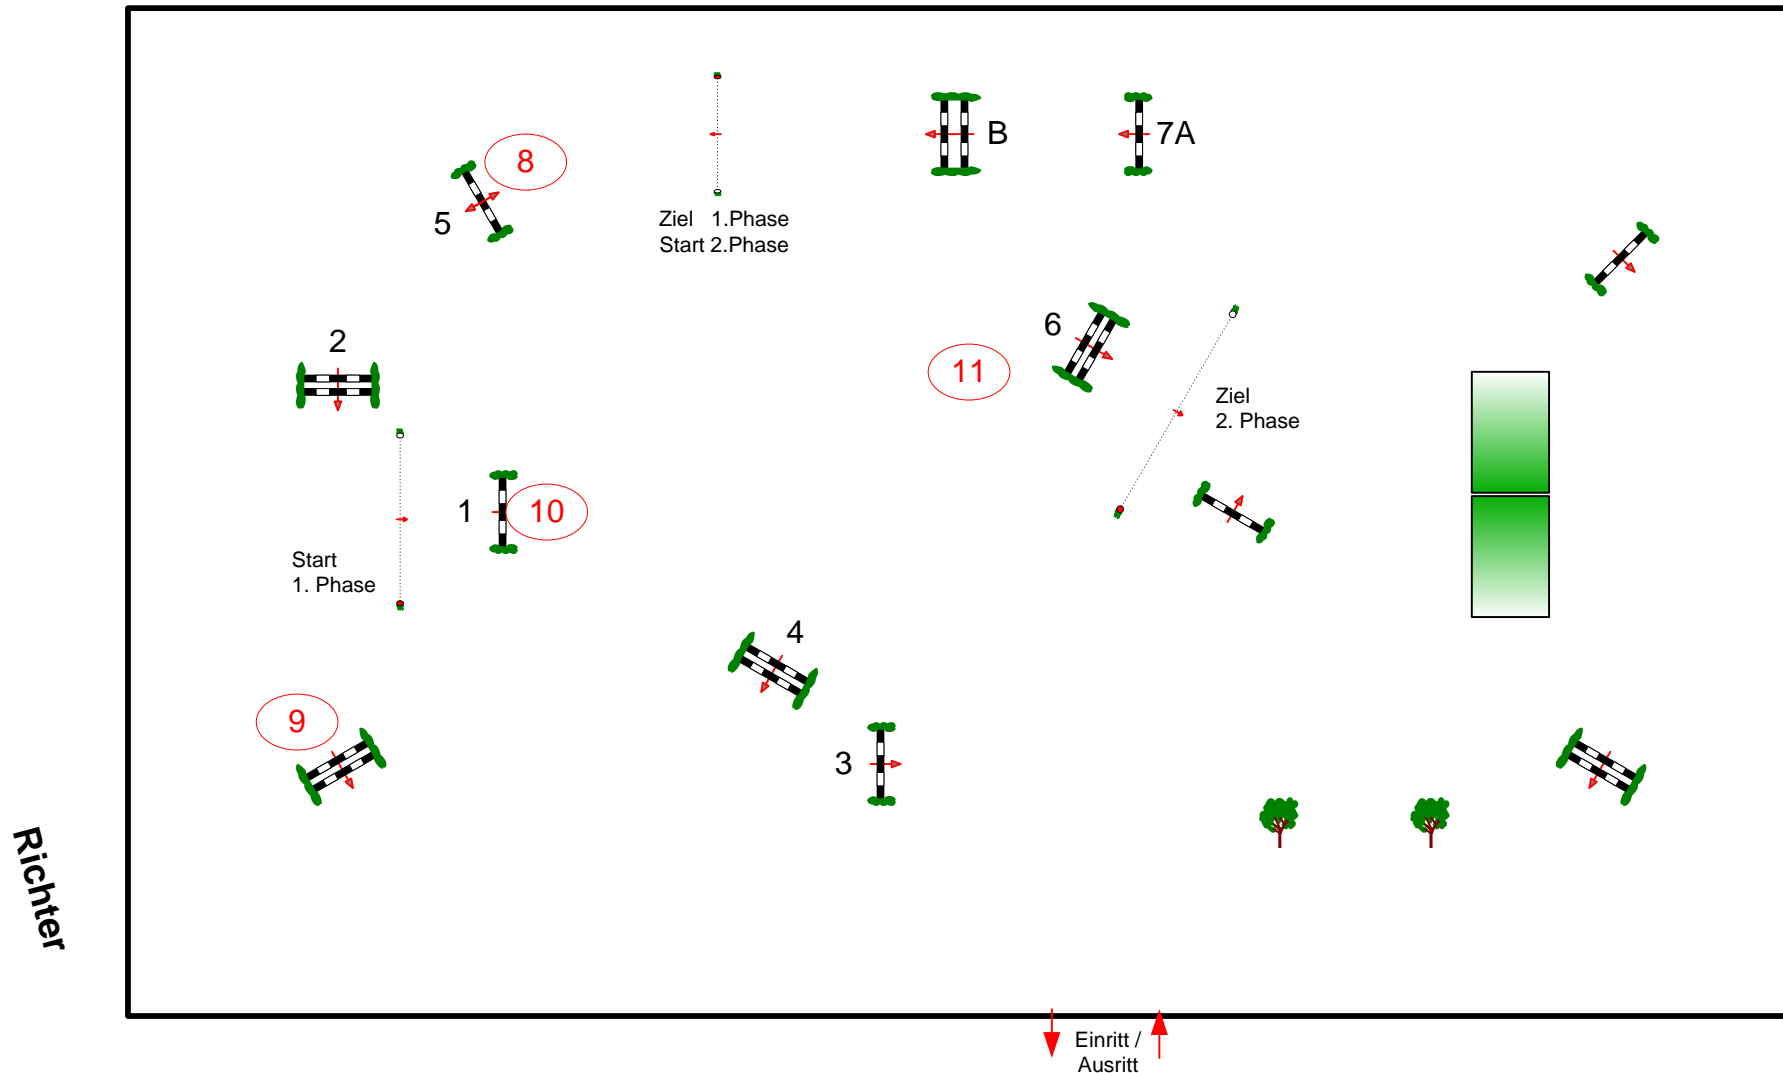 B
7A
8
5
Ziel 1.Phase
Start 2.Phase
2
6
11
Ziel
2. Phase
1
10
Start
1. Phase
4
9
3
Richter
Einritt /
Ausritt